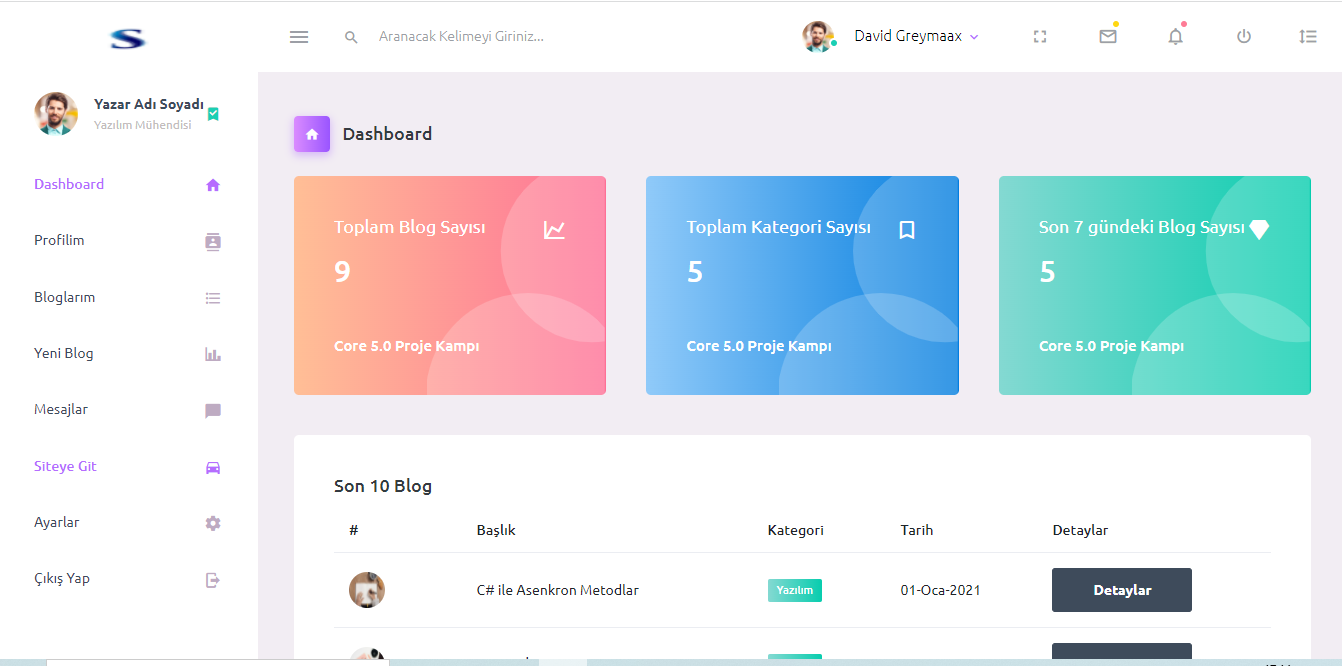 Aranacak Kelimeyi Giriniz...
David Greymaax
Yazar Adı Soyadı
Yazılım Mühendisi
Dashboard
Profilim
Bloglarım
Yeni Blog
Mesajlar
Siteye Git
Ayarlar
Çıkış Yap
Dashboard
Toplam Blog Sayısı
9
Core 5.0 Proje Kampı
Toplam Kategori Sayısı
5
Core 5.0 Proje Kampı
Son 7 gündeki Blog Sayısı
5
Core 5.0 Proje Kampı
Son 10 Blog
# Başlık Kategori Tarih Detaylar
C# ile Asenkron Metodlar Yazılım 01-Oca-2021 Detaylar